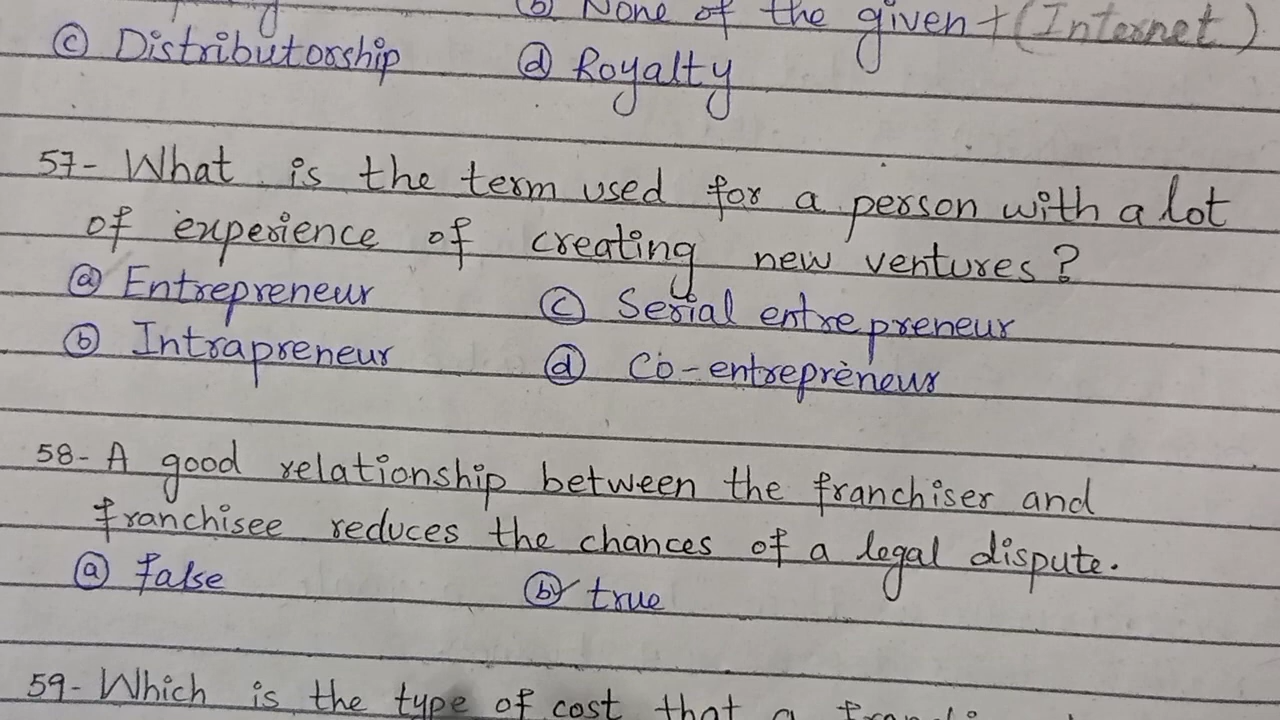 (b) None of the given + (Internet)
(c) Distributorship (d) Royalty
57- What is the term used for a person with a lot
of experience of creating new ventures?
(a) Entrepreneur (c) Serial entrepreneur
(b) Intrapreneur (d) Co-entrepreneur
58- A good relationship between the franchiser and
franchisee reduces the chances of a legal dispute.
(a) false (b) true
59- Which is the type of cost that a